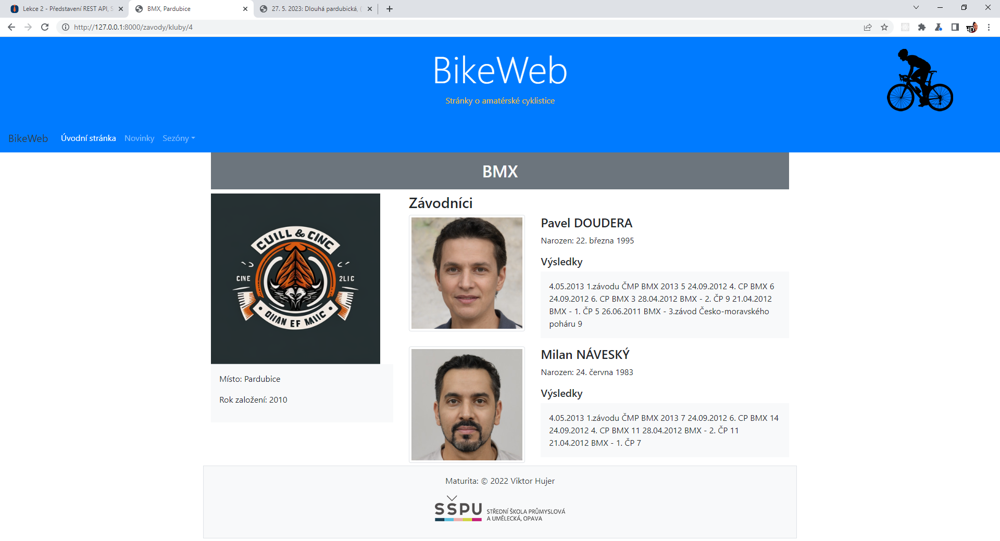 Lekce 2 - Představení REST API, S
BMX, Pardubice
27. 5. 2023: Dlouhá pardubická, (
http://127.0.0.1:8000/zavody/kluby/4
BikeWeb
Stránky o amatérské cyklistice
BikeWeb Úvodní stránka Novinky Sezóny
BMX
CUILL & CINC
CINE 2LIC
DIIAN EF MIIC
Místo: Pardubice
Rok založení: 2010
Závodníci
Pavel DOUDERA
Narozen: 22. března 1995
Výsledky
4.05.2013 1.závodu ČMP BMX 2013 5 24.09.2012 4. CP BMX 6
24.09.2012 6. CP BMX 3 28.04.2012 BMX - 2. ČP 9 21.04.2012
BMX - 1. ČP 5 26.06.2011 BMX - 3.závod Česko-moravského
poháru 9
Milan NÁVESKÝ
Narozen: 24. června 1983
Výsledky
4.05.2013 1.závodu ČMP BMX 2013 7 24.09.2012 6. CP BMX 14
24.09.2012 4. CP BMX 11 28.04.2012 BMX - 2. ČP 11
21.04.2012 BMX - 1. ČP 7
Maturita: © 2022 Viktor Hujer
SŠPU STŘEDNÍ ŠKOLA PRŮMYSLOVÁ
A UMĚLECKÁ, OPAVA